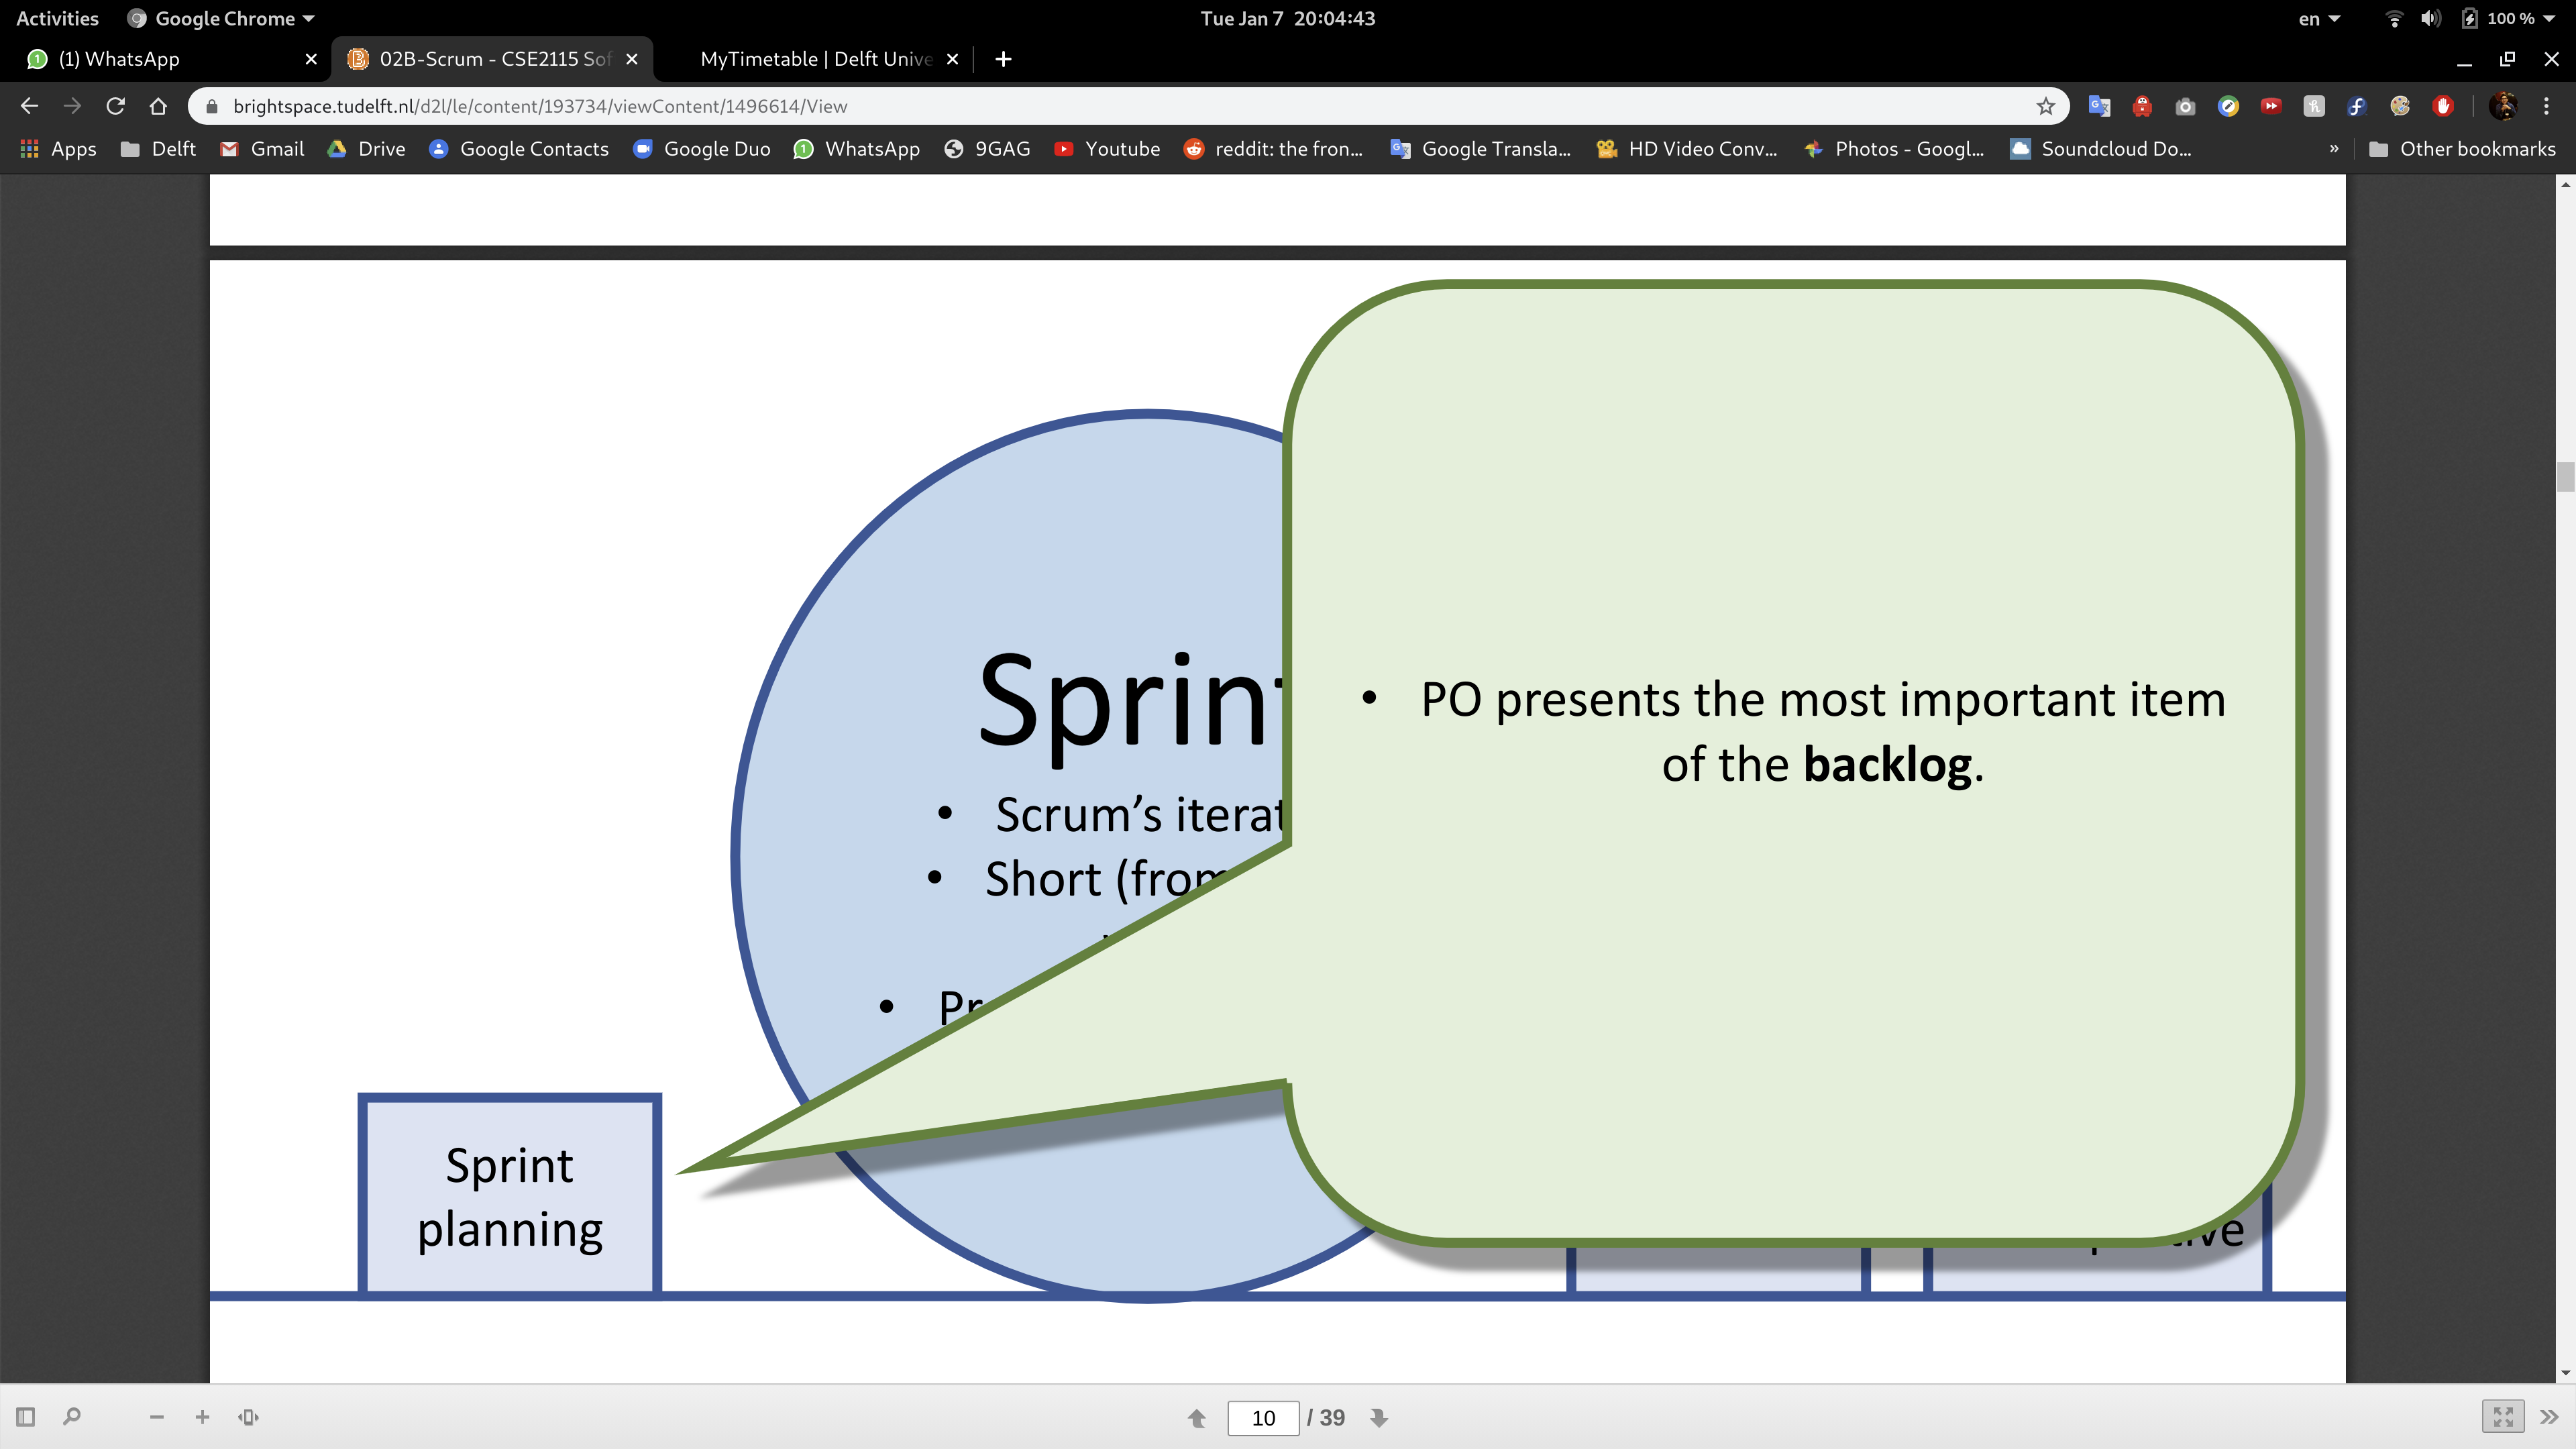 Activities Google Chrome Tue Jan 7 20:04:43 en 100 %
(1) WhatsApp 02B-Scrum - CSE2115 Sof MyTimetable | Delft Unive
brightspace.tudelft.nl/d2l/le/content/193734/viewContent/1496614/View
Apps Delft Gmail Drive Google Contacts Google Duo WhatsApp 9GAG Youtube reddit: the fron... Google Transla... HD Video Conv... Photos - Googl... Soundcloud Do... » Other bookmarks
Sprint
• Scrum’s iterat
• Short (from
• Pr
• PO presents the most important item
of the backlog.
Sprint
planning
10 / 39